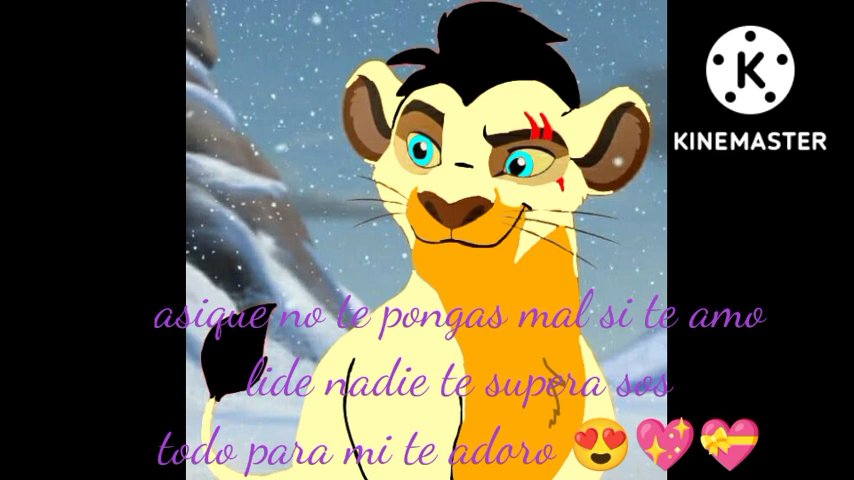 KINEMASTER
asique no te pongas mal si te amo
lide nadie te supera sos
todo para mi te adoro 😍💖💝